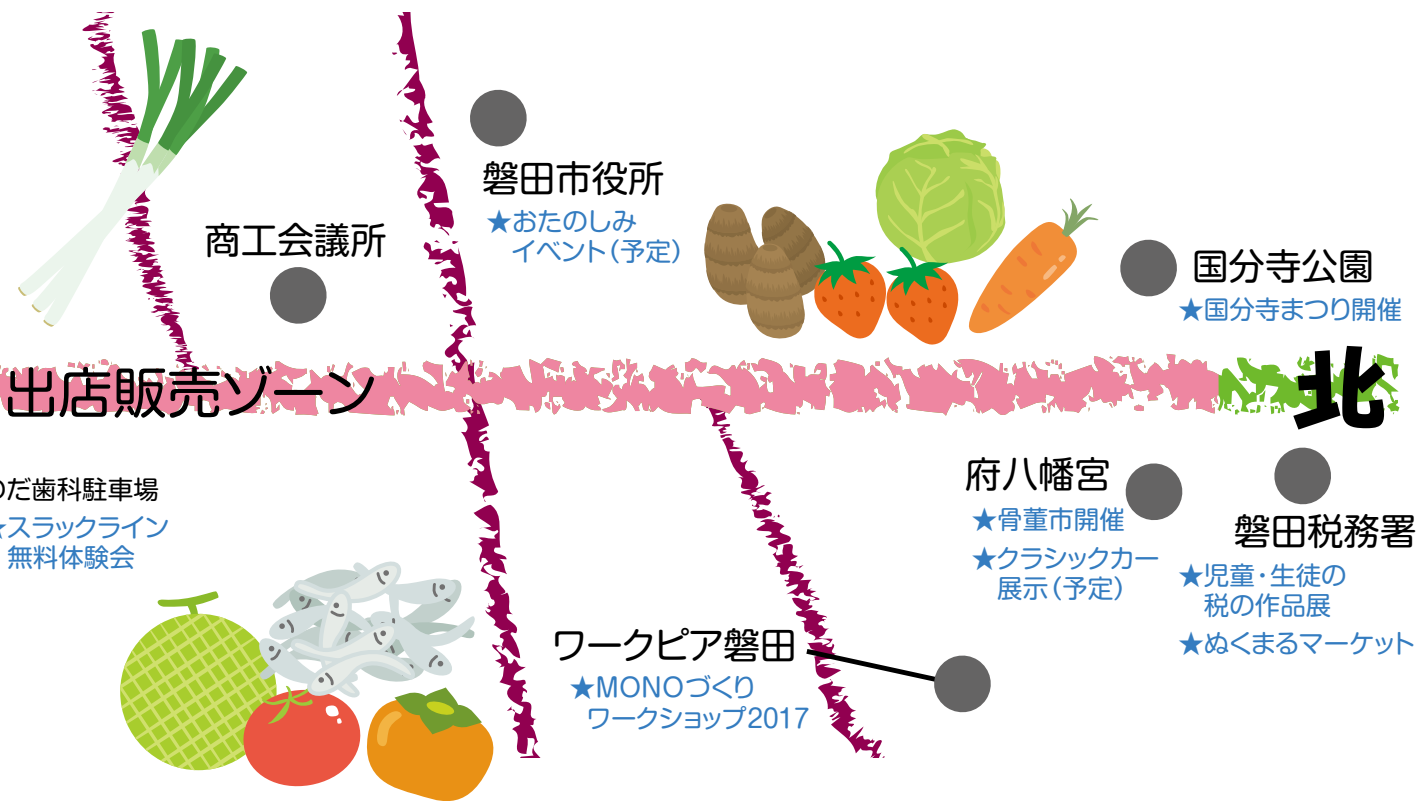 磐田市役所
★おたのしみ
イベント(予定)
商工会議所
国分寺公園
★国分寺まつり開催
出店販売ゾーン
北
だ歯科駐車場
★スラックライン
無料体験会
府八幡宮
★骨董市開催
★クラシックカー
展示(予定)
磐田税務署
★児童・生徒の
税の作品展
★ぬくまるマーケット
ワークピア磐田
★MONOづくり
ワークショップ2017